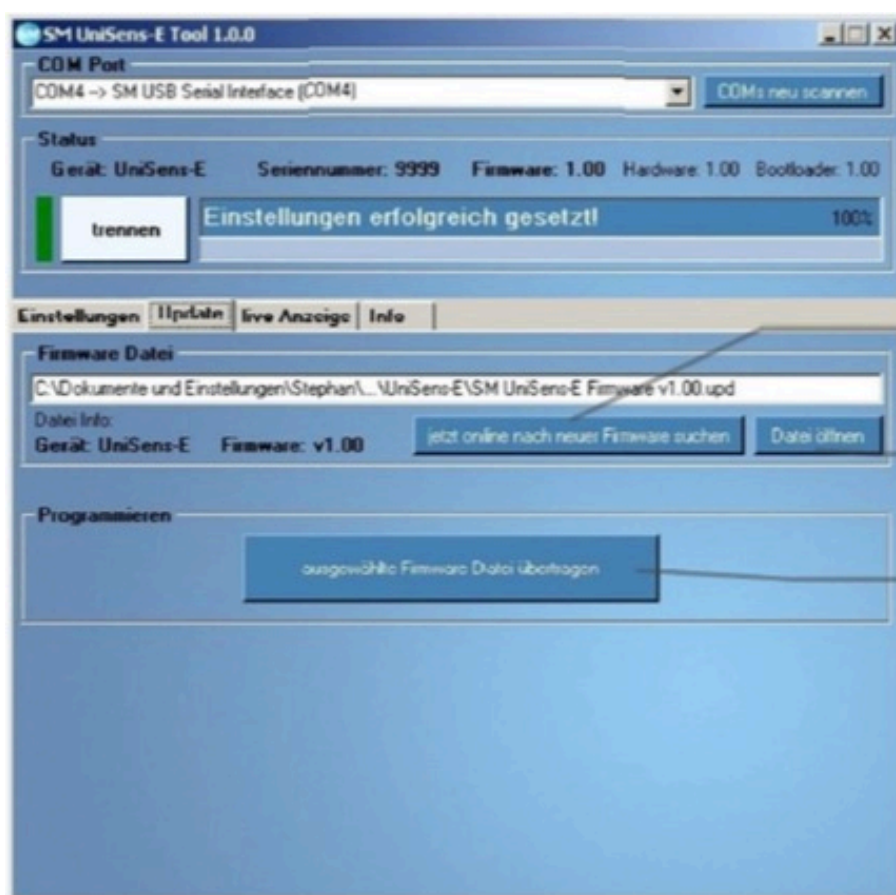 SM UniSens-E Tool 1.0.0
COM Port
COM4 -> SM USB Serial Interface (COM4)
COMs neu scannen
Status
Gerät: UniSens-E Seriennummer: 9999 Firmware: 1.00 Hardware: 1.00 Bootloader: 1.00
trennen
Einstellungen erfolgreich gesetzt! 100%
Einstellungen Update live Anzeige Info
Firmware Datei
C:\Dokumente und Einstellungen\Stephan\...\UniSens-E\SM UniSens-E Firmware v1.00.upd
Datei Info:
jetzt online nach neuer Firmware suchen Datei öffnen
Gerät: UniSens-E Firmware: v1.00
Programmieren
ausgewählte Firmware Datei übertragen